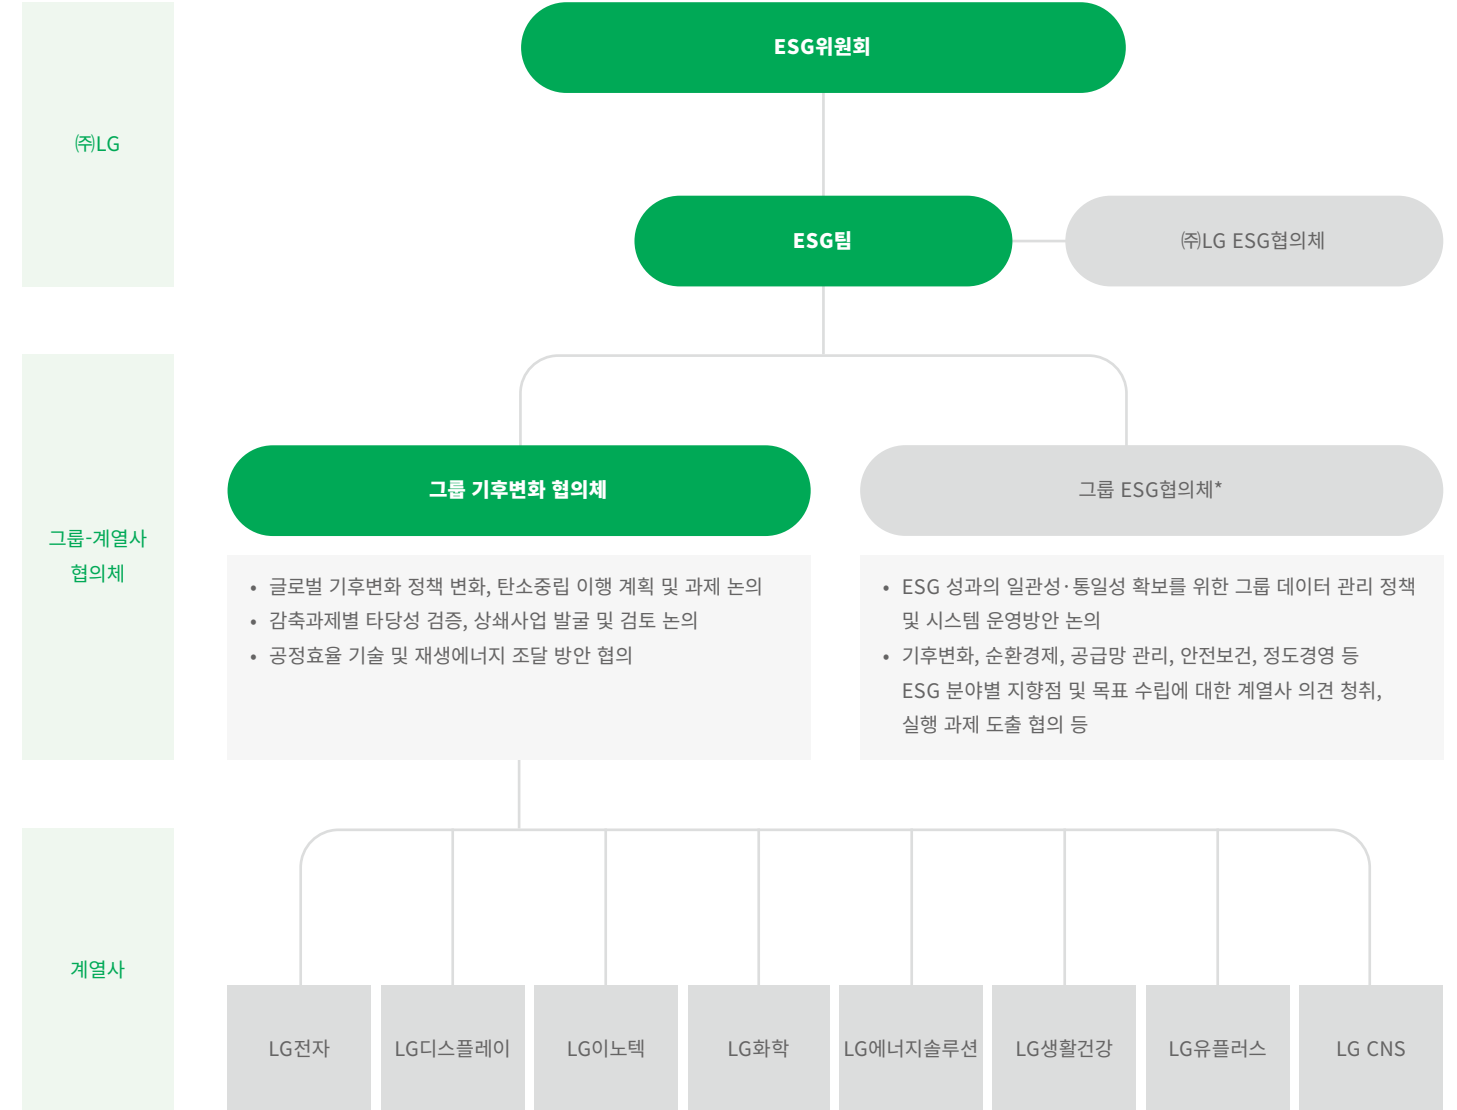 ㈜LG
ESG위원회
ESG팀
㈜LG ESG협의체
그룹-계열사
협의체
그룹 기후변화 협의체
• 글로벌 기후변화 정책 변화, 탄소중립 이행 계획 및 과제 논의
• 감축과제별 타당성 검증, 상쇄사업 발굴 및 검토 논의
• 공정효율 기술 및 재생에너지 조달 방안 협의
그룹 ESG협의체*
• ESG 성과의 일관성·통일성 확보를 위한 그룹 데이터 관리 정책
및 시스템 운영방안 논의
• 기후변화, 순환경제, 공급망 관리, 안전보건, 정도경영 등
ESG 분야별 지향점 및 목표 수립에 대한 계열사 의견 청취,
실행 과제 도출 협의 등
계열사
LG전자
LG디스플레이
LG이노텍
LG화학
LG에너지솔루션
LG생활건강
LG유플러스
LG CNS